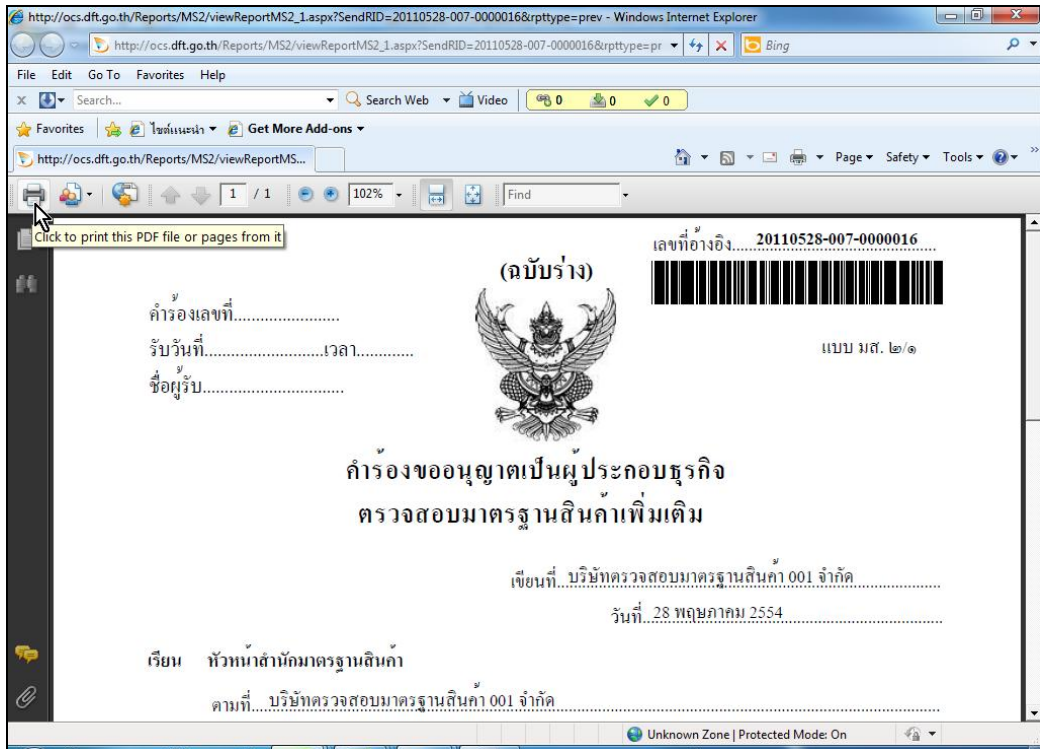 http://ocs.dft.go.th/Reports/MS2/viewReportMS2_1.aspx?SendRID=20110528-007-0000016&rpttype=prev - Windows Internet Explorer
http://ocs.dft.go.th/Reports/MS2/viewReportMS2_1.aspx?SendRID=20110528-007-0000016&rpttype=pr Bing
File Edit Go To Favorites Help
Search... Search Web Video 0 0 0
Favorites ไซต์แนะนำ Get More Add-ons
http://ocs.dft.go.th/Reports/MS2/viewReportMS... Page Safety Tools
1 / 1 102% Find
Click to print this PDF file or pages from it
เลขที่อ้างอิง.....20110528-007-0000016
(ฉบับร่าง)
คำร้องเลขที่........................
รับวันที่...........................เวลา.............
แบบ มส. ๒/๑
ชื่อผู้รับ................................
คำร้องขออนุญาตเป็นผู้ประกอบธุรกิจ
ตรวจสอบมาตรฐานสินค้าเพิ่มเติม
เขียนที่..บริษัทตรวจสอบมาตรฐานสินค้า 001 จำกัด
วันที่..28 พฤษภาคม 2554
เรียน หัวหน้าสำนักมาตรฐานสินค้า
ตามที่....บริษัทตรวจสอบมาตรฐานสินค้า 001 จำกัด
Unknown Zone | Protected Mode: On